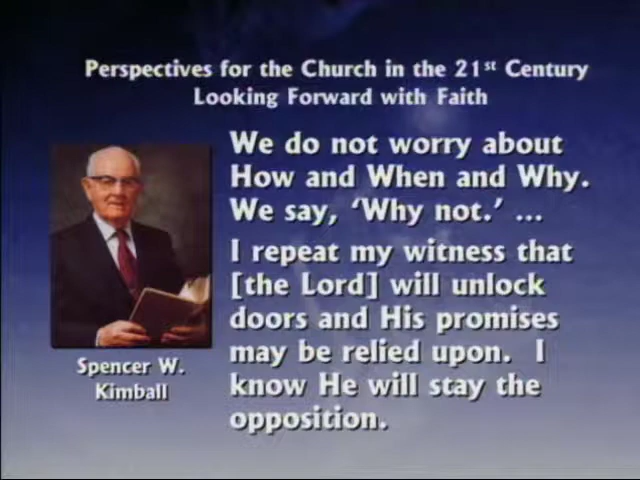 Perspectives for the Church in the 21st Century
Looking Forward with Faith
We do not worry about
How and When and Why.
We say, ‘Why not.’ ...
I repeat my witness that
[the Lord] will unlock
doors and His promises
may be relied upon. I
know He will stay the
opposition.
Spencer W.
Kimball